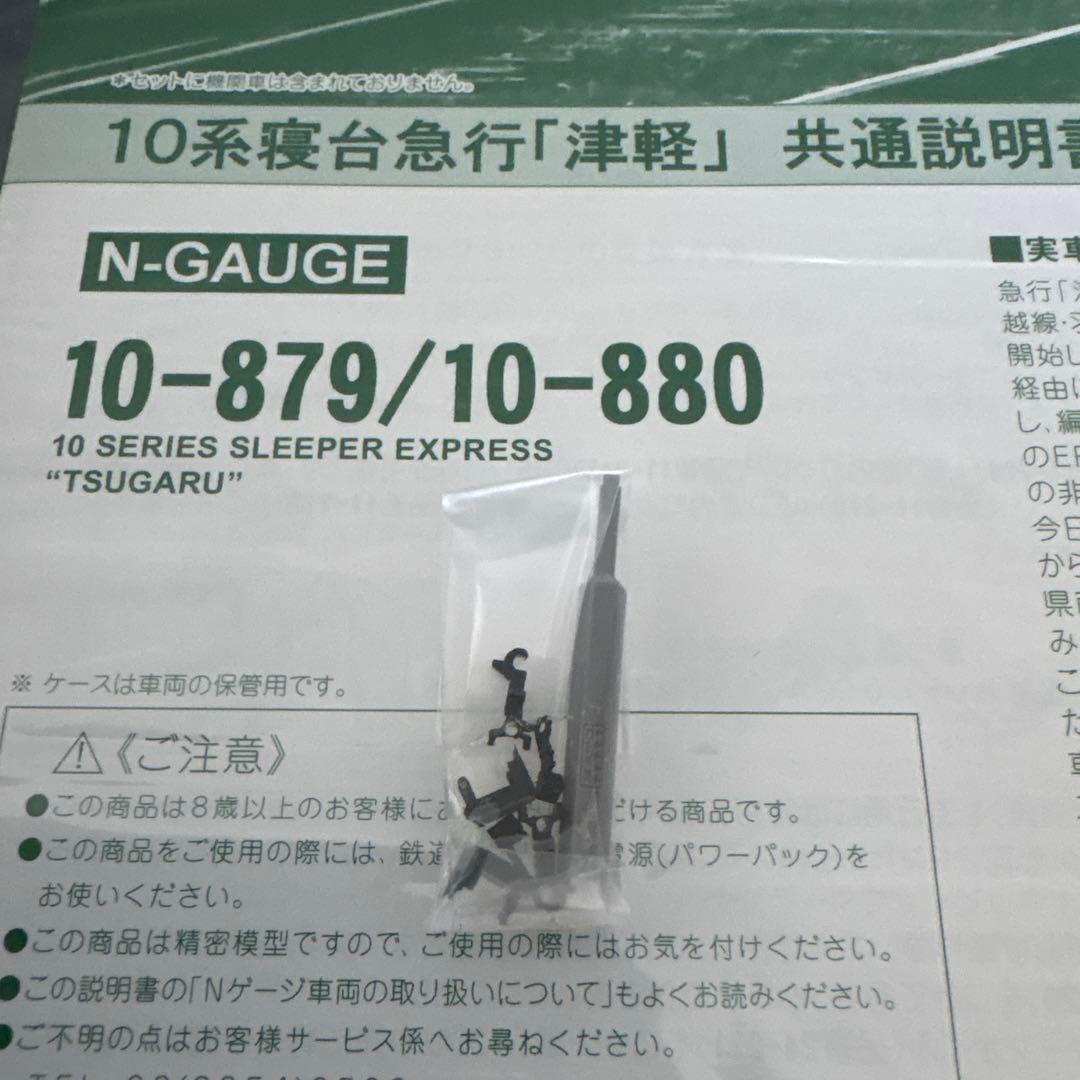 *セットに機関車は含まれておりません。
10系寝台急行「津軽」 共通説明書
N-GAUGE
10-879/10-880
10 SERIES SLEEPER EXPRESS
“TSUGARU”
※ ケースは車両の保管用です。
⚠《ご注意》
●この商品は8歳以上のお客様に だける商品です。
●この商品をご使用の際には、鉄道 電源(パワーパック)を
お使いください。
●この商品は精密模型ですので、ご使用の際にはお気を付けください。
●この説明書の「Nゲージ車両の取り扱いについて」もよくお読みください。
●ご不明の点はお客様サービス係へお尋ねください。
■実車
急行「
越線・
開始し
経由
し、編
のEF
の非
今日
から
県
み
こ
た